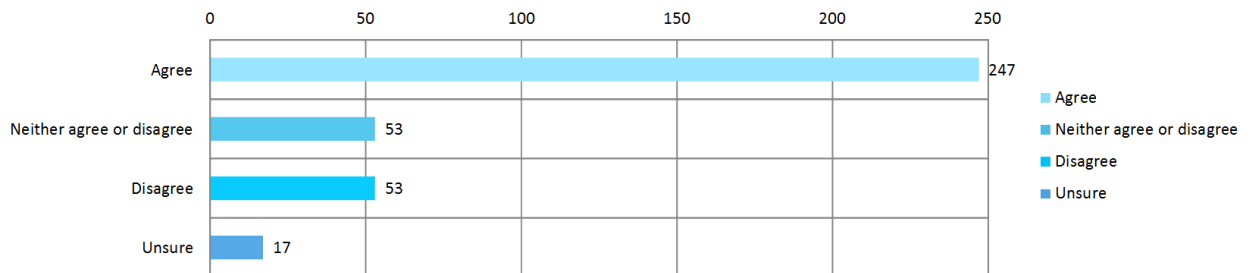 0 50 100 150 200 250
Agree 247
Neither agree or disagree 53
Disagree 53
Unsure 17
Agree
Neither agree or disagree
Disagree
Unsure